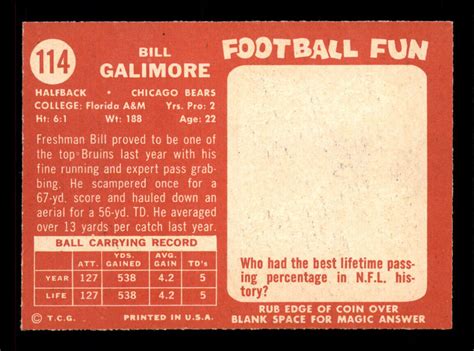 114
BILL
GALIMORE
HALFBACK • CHICAGO BEARS
COLLEGE: Florida A&M Yrs. Pro: 2
Ht: 6:1 Wt: 188 Age: 22
Freshman Bill proved to be one of
the top Bruins last year with his
fine running and expert pass grab-
bing. He scampered once for a
67-yd. score and hauled down an
aerial for a 56-yd. TD. He averaged
over 13 yards per catch last year.
BALL CARRYING RECORD
ATT. YDS. GAINED AVG. GAIN TD's
YEAR 127 538 4.2 5
LIFE 127 538 4.2 5
© T.C.G. PRINTED IN U.S.A.
FOOTBALL FUN
Who had the best lifetime pass-
ing percentage in N.F.L. his-
tory?
RUB EDGE OF COIN OVER
BLANK SPACE FOR MAGIC ANSWER